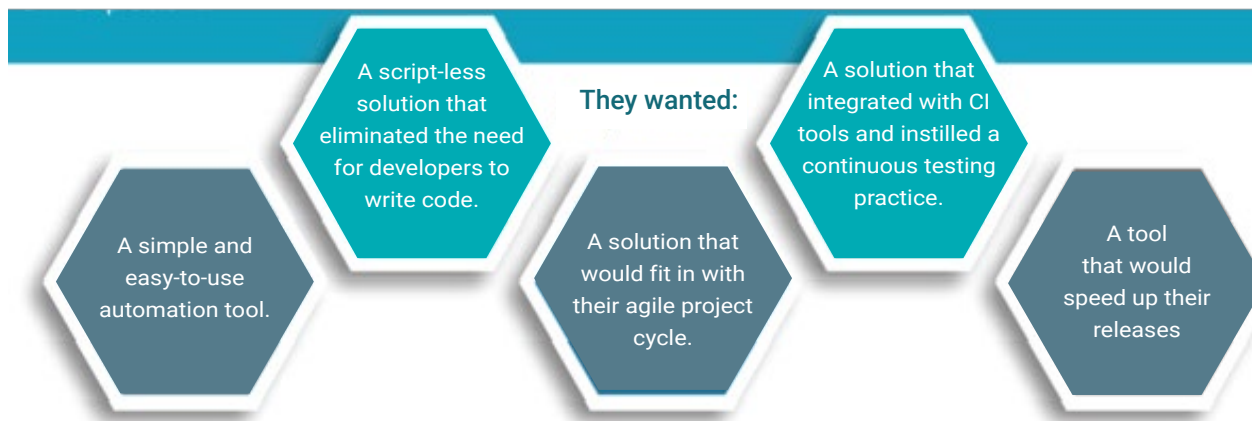 They wanted:
A simple and
easy-to-use
automation tool.
A script-less
solution that
eliminated the need
for developers to
write code.
A solution that
would fit in with
their agile project
cycle.
A solution that
integrated with CI
tools and instilled a
continuous testing
practice.
A tool
that would
speed up their
releases